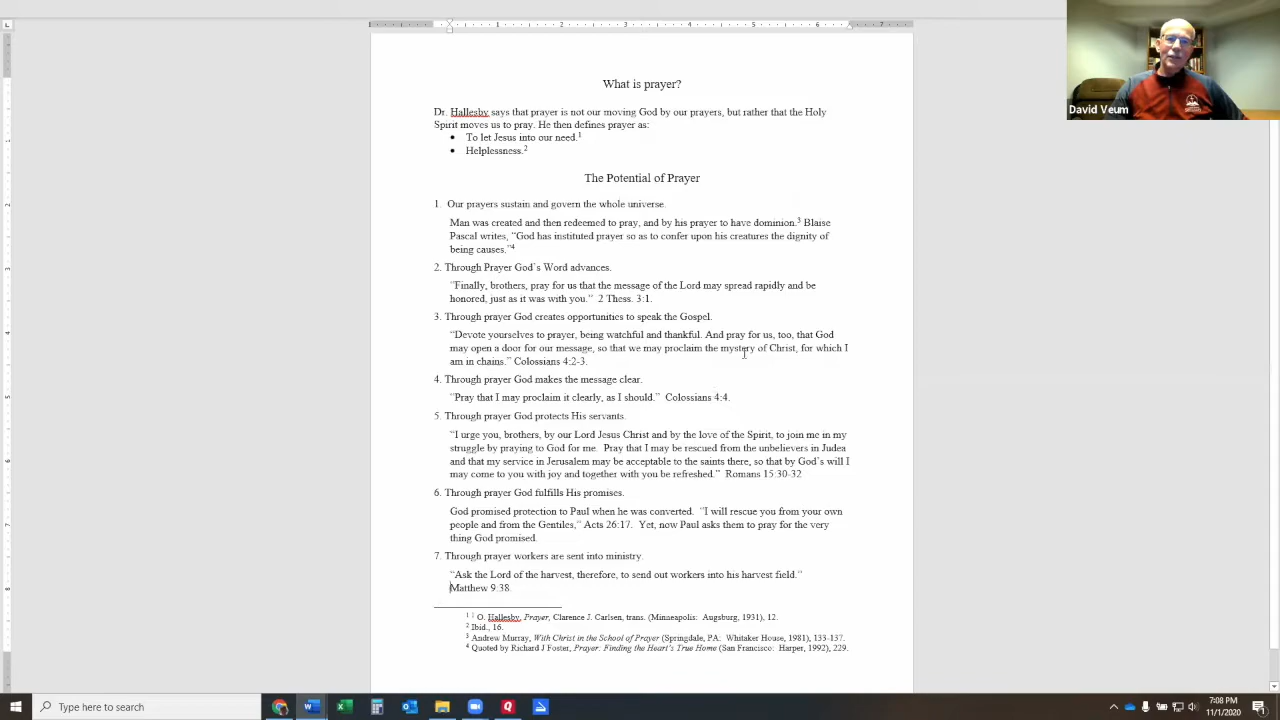 1 2 3 4 5 6 7
What is prayer?
David Veum
Dr. Hallesby says that prayer is not our moving God by our prayers, but rather that the Holy
Spirit moves us to pray. He then defines prayer as:
• To let Jesus into our need.1
• Helplessness.2
The Potential of Prayer
1. Our prayers sustain and govern the whole universe.
Man was created and then redeemed to pray, and by his prayer to have dominion.3 Blaise
Pascal writes, “God has instituted prayer so as to confer upon his creatures the dignity of
being causes.”4
2. Through Prayer God’s Word advances.
“Finally, brothers, pray for us that the message of the Lord may spread rapidly and be
honored, just as it was with you.” 2 Thess. 3:1.
3. Through prayer God creates opportunities to speak the Gospel.
“Devote yourselves to prayer, being watchful and thankful. And pray for us, too, that God
may open a door for our message, so that we may proclaim the mystery of Christ, for which I
am in chains.” Colossians 4:2-3.
4. Through prayer God makes the message clear.
“Pray that I may proclaim it clearly, as I should.” Colossians 4:4.
5. Through prayer God protects His servants.
“I urge you, brothers, by our Lord Jesus Christ and by the love of the Spirit, to join me in my
struggle by praying to God for me. Pray that I may be rescued from the unbelievers in Judea
and that my service in Jerusalem may be acceptable to the saints there, so that by God’s will I
may come to you with joy and together with you be refreshed.” Romans 15:30-32
6. Through prayer God fulfills His promises.
God promised protection to Paul when he was converted. “I will rescue you from your own
people and from the Gentiles,” Acts 26:17. Yet, now Paul asks them to pray for the very
thing God promised.
7. Through prayer workers are sent into ministry.
“Ask the Lord of the harvest, therefore, to send out workers into his harvest field.”
Matthew 9:38.
1 O. Hallesby, Prayer, Clarence J. Carlsen, trans. (Minneapolis: Augsburg, 1931), 12.
2 Ibid., 16.
3 Andrew Murray, With Christ in the School of Prayer (Springdale, PA: Whitaker House, 1981), 133-137.
4 Quoted by Richard J Foster, Prayer: Finding the Heart’s True Home (San Francisco: Harper, 1992), 229.
Type here to search
7:08 PM
11/1/2020